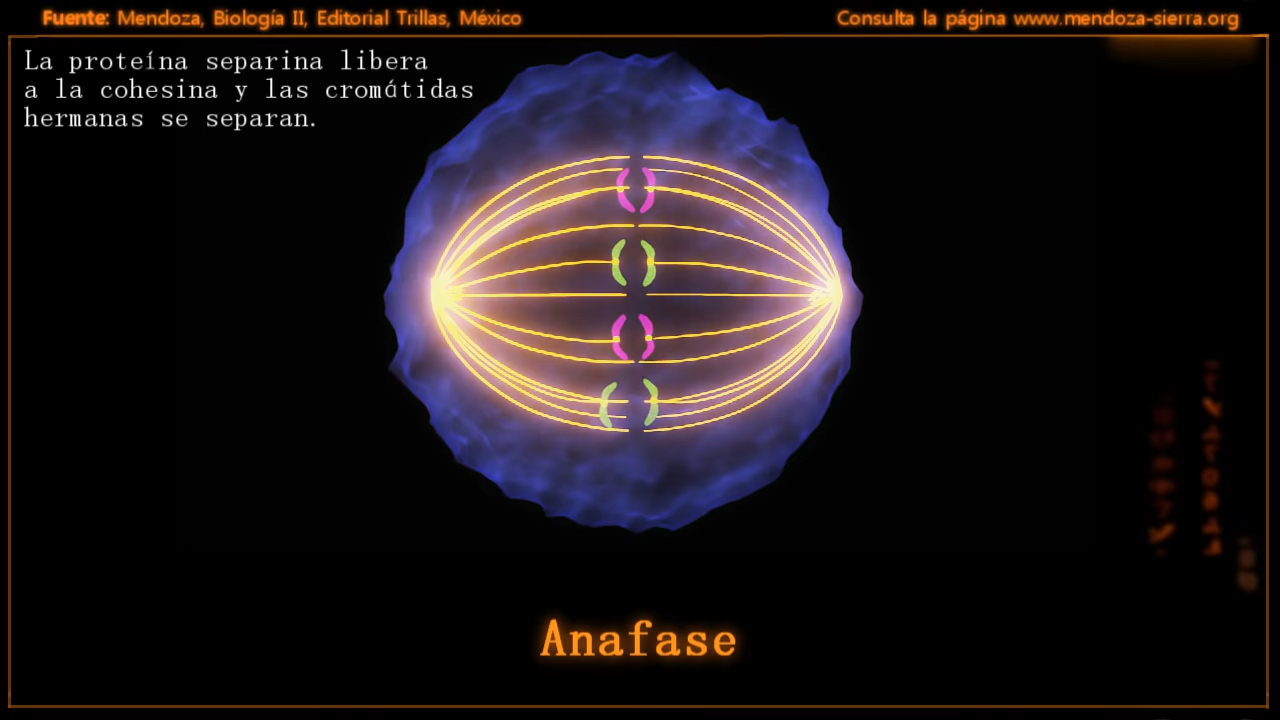 Fuente: Mendoza, Biología II, Editorial Trillas, México
Consulta la página www.mendoza-sierra.org
La proteína separina libera
a la cohesina y las cromátidas
hermanas se separan.
Anafase